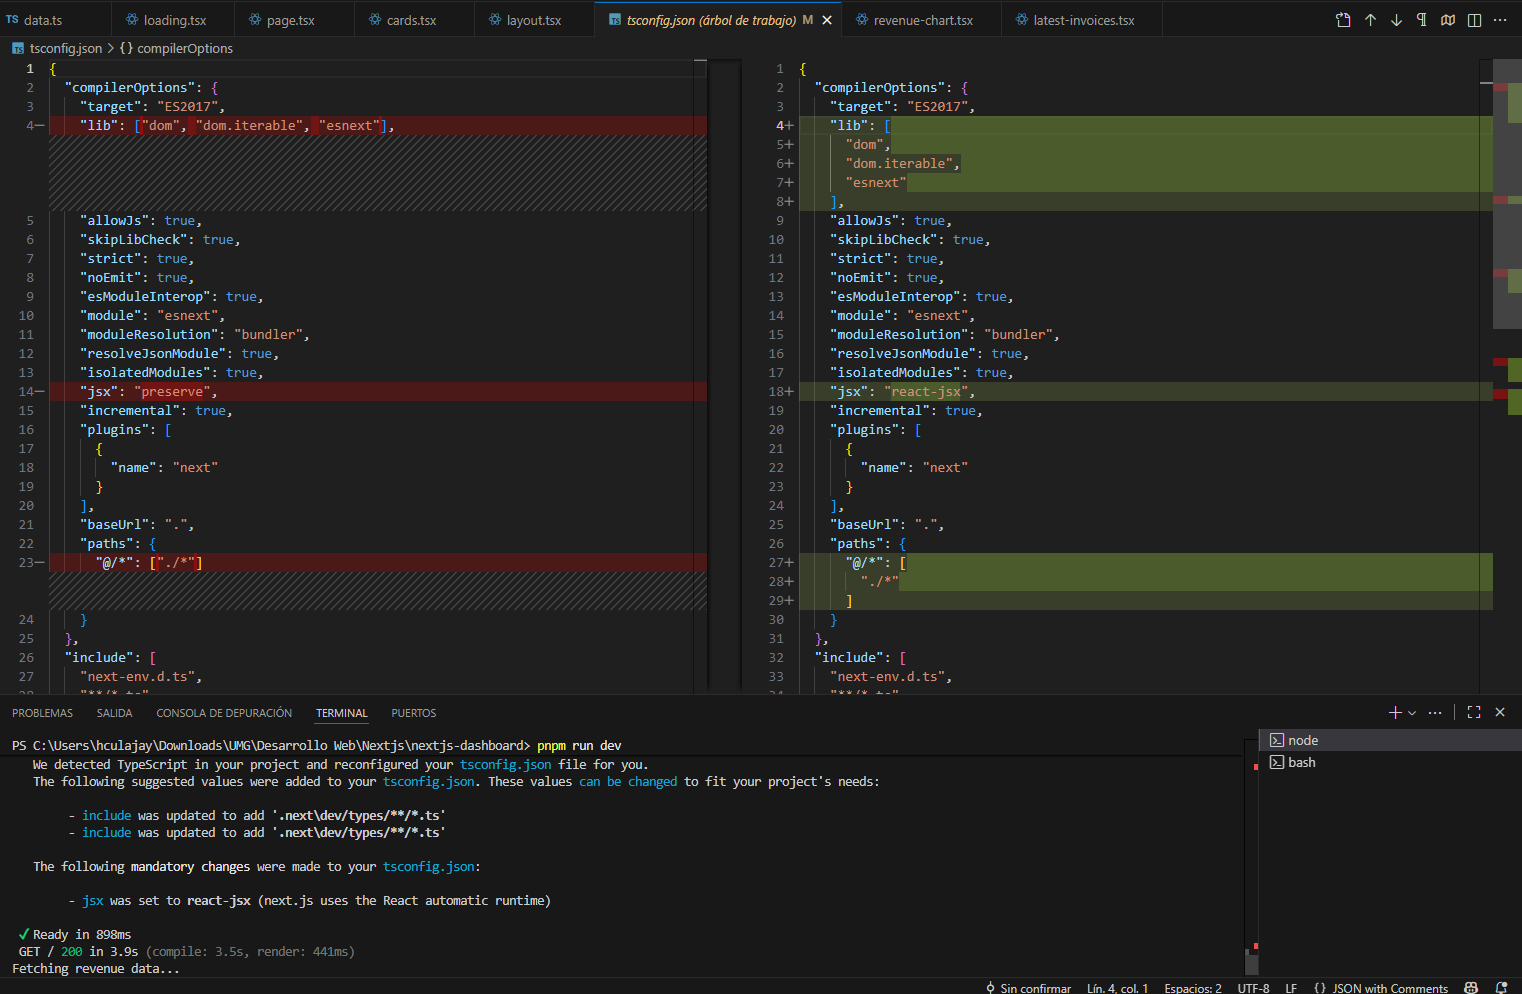 TS data.ts
loading.tsx
page.tsx
cards.tsx
layout.tsx
TS tsconfig.json (árbol de trabajo) M
revenue-chart.tsx
latest-invoices.tsx
TS tsconfig.json > {} compilerOptions
1 {
2 "compilerOptions": {
3 "target": "ES2017",
4— "lib": ["dom", "dom.iterable", "esnext"],
5 "allowJs": true,
6 "skipLibCheck": true,
7 "strict": true,
8 "noEmit": true,
9 "esModuleInterop": true,
10 "module": "esnext",
11 "moduleResolution": "bundler",
12 "resolveJsonModule": true,
13 "isolatedModules": true,
14— "jsx": "preserve",
15 "incremental": true,
16 "plugins": [
17 {
18 "name": "next"
19 }
20 ],
21 "baseUrl": ".",
22 "paths": {
23— "@/*": ["./*"]
24 }
25 },
26 "include": [
27 "next-env.d.ts",
28 "**/*.ts"
1 {
2 "compilerOptions": {
3 "target": "ES2017",
4+ "lib": [
5+ "dom",
6+ "dom.iterable",
7+ "esnext"
8+ ],
9 "allowJs": true,
10 "skipLibCheck": true,
11 "strict": true,
12 "noEmit": true,
13 "esModuleInterop": true,
14 "module": "esnext",
15 "moduleResolution": "bundler",
16 "resolveJsonModule": true,
17 "isolatedModules": true,
18+ "jsx": "react-jsx",
19 "incremental": true,
20 "plugins": [
21 {
22 "name": "next"
23 }
24 ],
25 "baseUrl": ".",
26 "paths": {
27+ "@/*": [
28+ "./*"
29+ ]
30 }
31 },
32 "include": [
33 "next-env.d.ts",
34 "**/*.ts"
PROBLEMAS SALIDA CONSOLA DE DEPURACIÓN TERMINAL PUERTOS
PS C:\Users\hculajay\Downloads\UMG\Desarrollo Web\Nextjs\nextjs-dashboard> pnpm run dev
We detected TypeScript in your project and reconfigured your tsconfig.json file for you.
The following suggested values were added to your tsconfig.json. These values can be changed to fit your project's needs:
- include was updated to add '.next\dev/types/**/*.ts'
- include was updated to add '.next\dev/types/**/*.ts'
The following mandatory changes were made to your tsconfig.json:
- jsx was set to react-jsx (next.js uses the React automatic runtime)
✓ Ready in 898ms
GET / 200 in 3.9s (compile: 3.5s, render: 441ms)
Fetching revenue data...
node
bash
Sin confirmar Lín. 4, col. 1 Espacios: 2 UTF-8 LF {} JSON with Comments